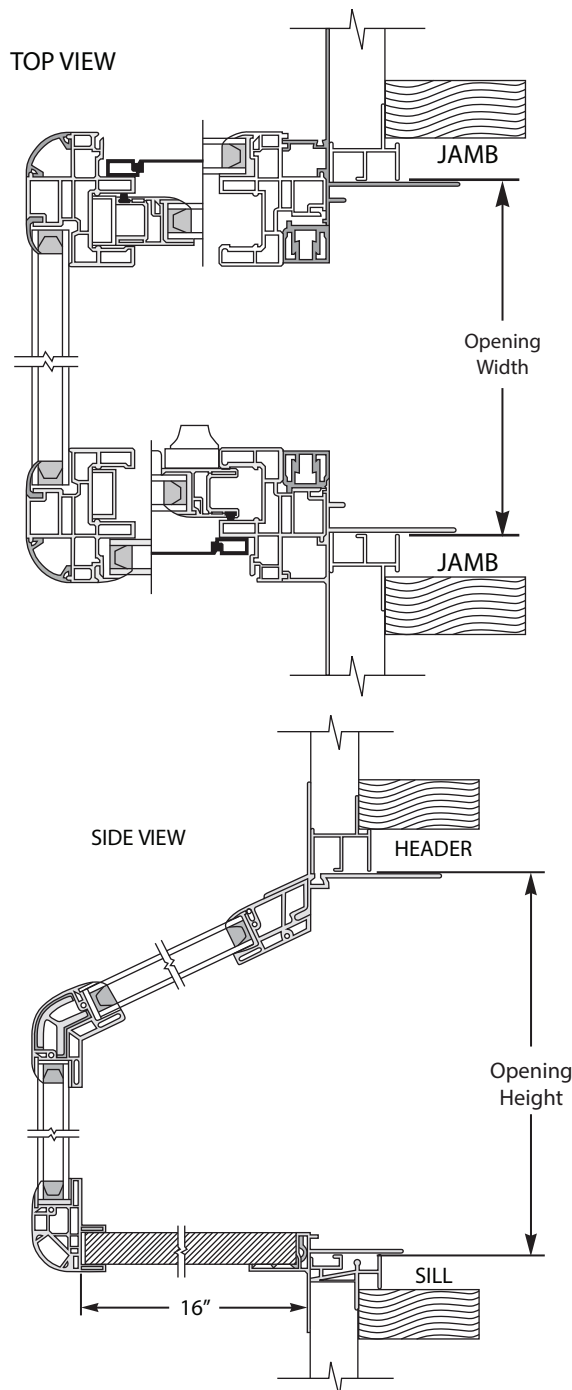 TOP VIEW
JAMB
Opening
Width
JAMB
SIDE VIEW
HEADER
Opening
Height
SILL
16”